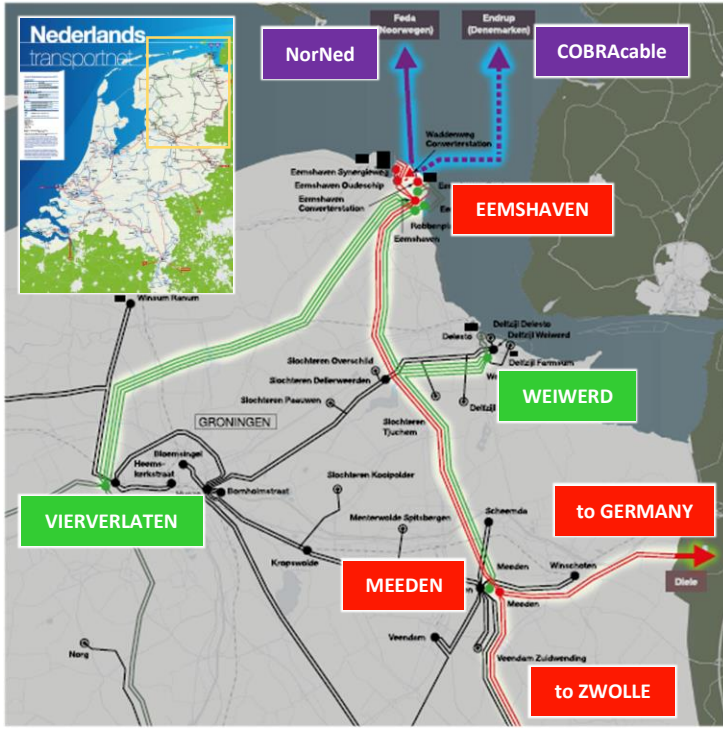 Nederlands
transportnet
Feda
(Noorwegen)
Endrup
(Denemarken)
NorNed
COBRAcable
Waddenweg
Converterstation
Eemshaven Synergieweg
Eemshaven Oudeschip
Eemshaven
Converterstation
EEMSHAVEN
Eemshaven
Winsum Ranum
Delfzijl Delesto
Delfzijl Weiwerd
Delesto
Delfzijl Farmsum
Slochteren Overschild
Slochteren Dellerweerden
Slochteren Paauwen
WEIWERD
Slochteren
Tjuchem
GRONINGEN
Bloemsingel
Heems-
kerkstraat
Bornholmstraat
Slochteren Kooipolder
Menterwolde Spitsbergen
Scheemda
to GERMANY
VIERVERLATEN
Kropswolde
Meeden
Winschoten
Diele
MEEDEN
Meeden
Veendam
Norg
Veendam Zuidwending
to ZWOLLE